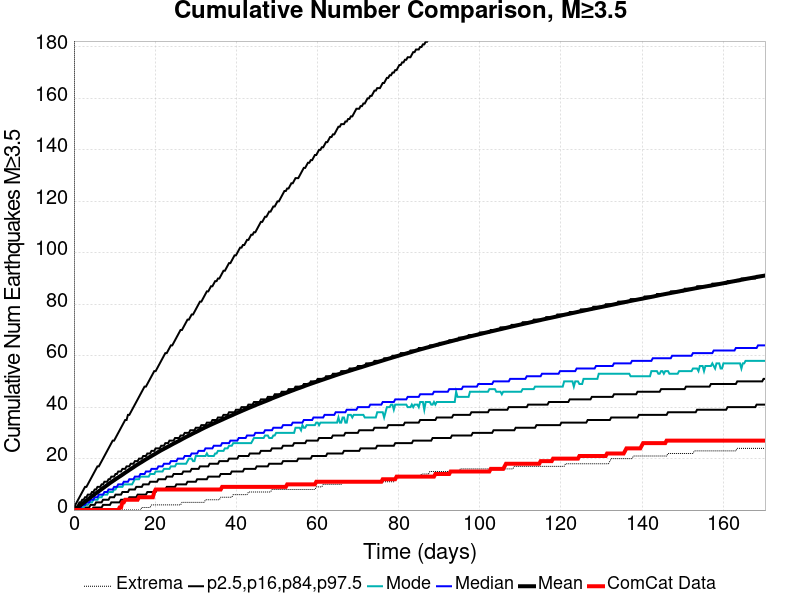 Cumulative Number Comparison, M≥3.5
Cumulative Num Earthquakes M≥3.5
180
160
140
120
100
80
60
40
20
0
0 20 40 60 80 100 120 140 160
Time (days)
Extrema p2.5,p16,p84,p97.5 Mode Median Mean ComCat Data